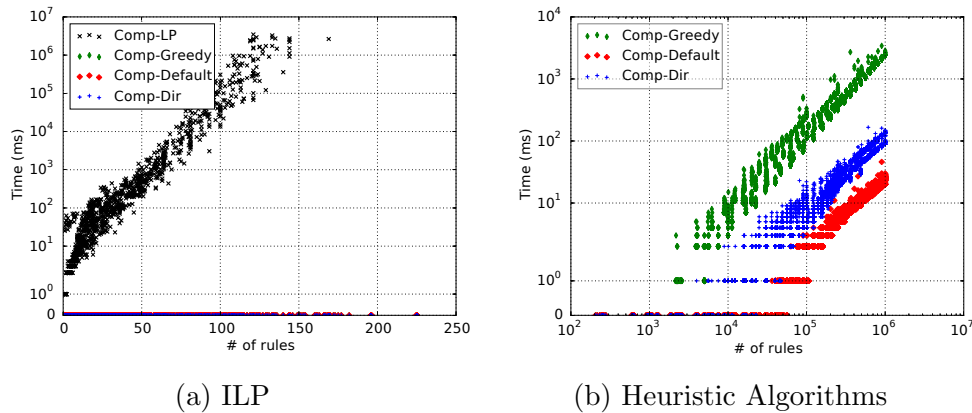 10^7
10^6
10^5
10^4
10^3
10^2
10^1
10^0
0
Time (ms)
Comp-LP
Comp-Greedy
Comp-Default
Comp-Dir
0 50 100 150 200 250
# of rules
(a) ILP
10^4
10^3
10^2
10^1
10^0
0
Time (ms)
Comp-Greedy
Comp-Default
Comp-Dir
10^2 10^3 10^4 10^5 10^6 10^7
# of rules
(b) Heuristic Algorithms